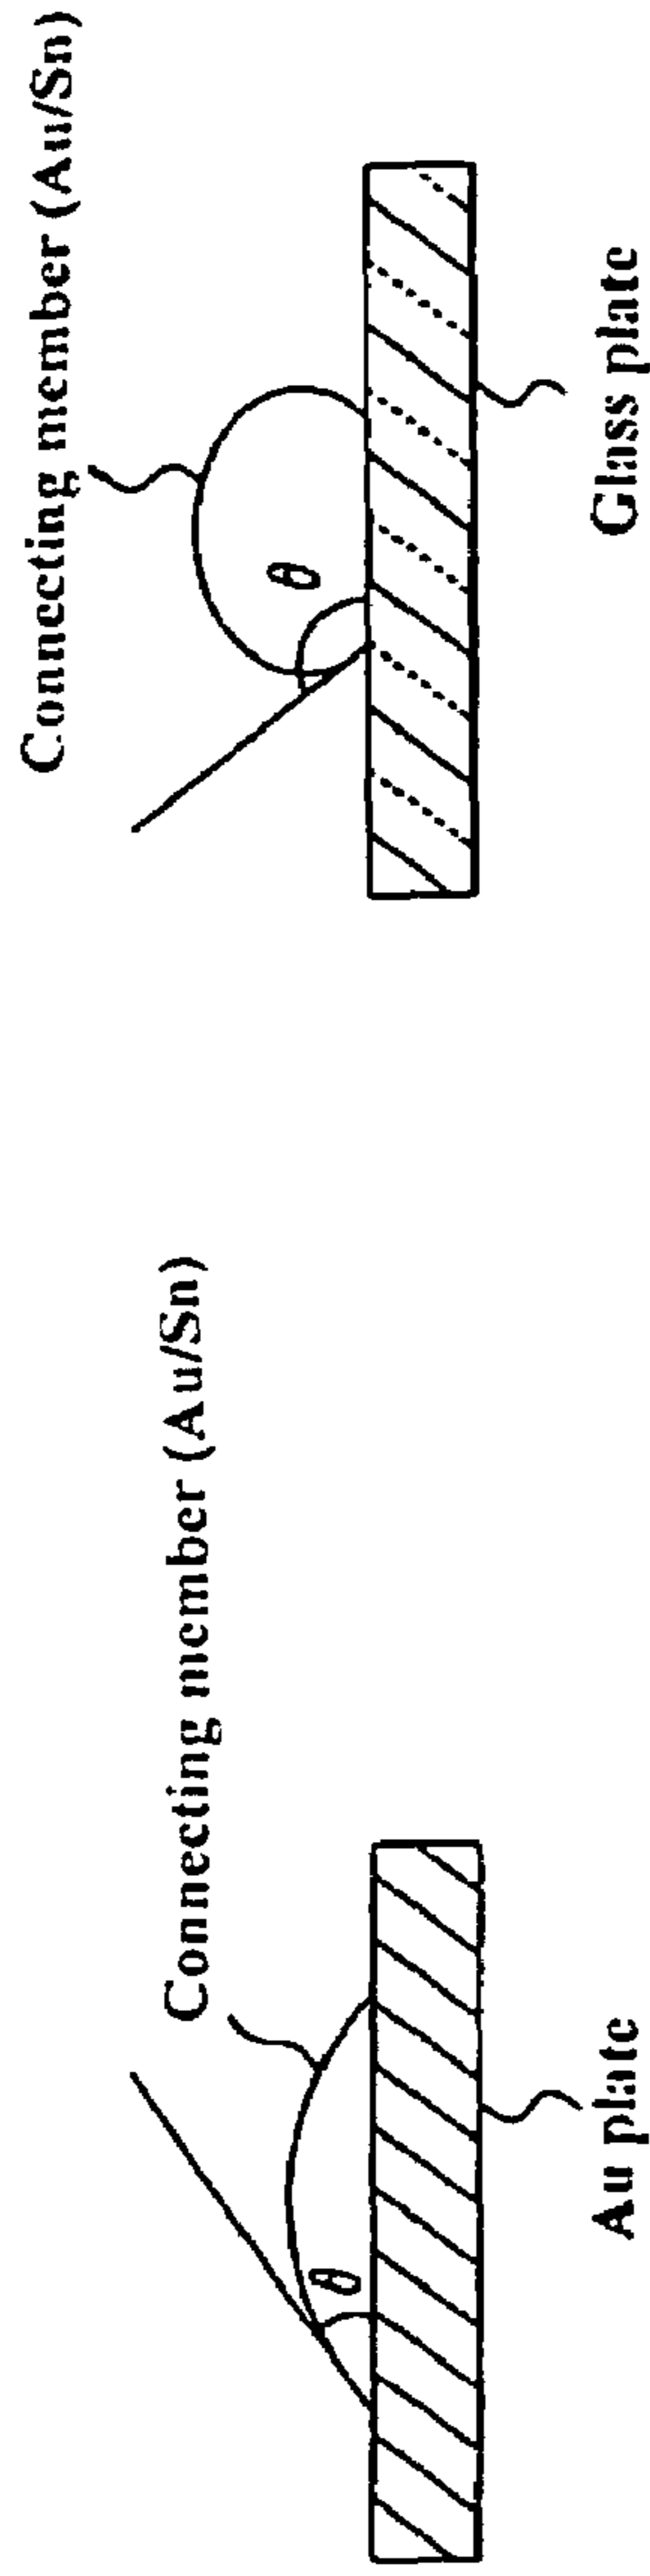 Connecting member (Au/Sn)
θ
Au plate
Connecting member (Au/Sn)
θ
Glass plate